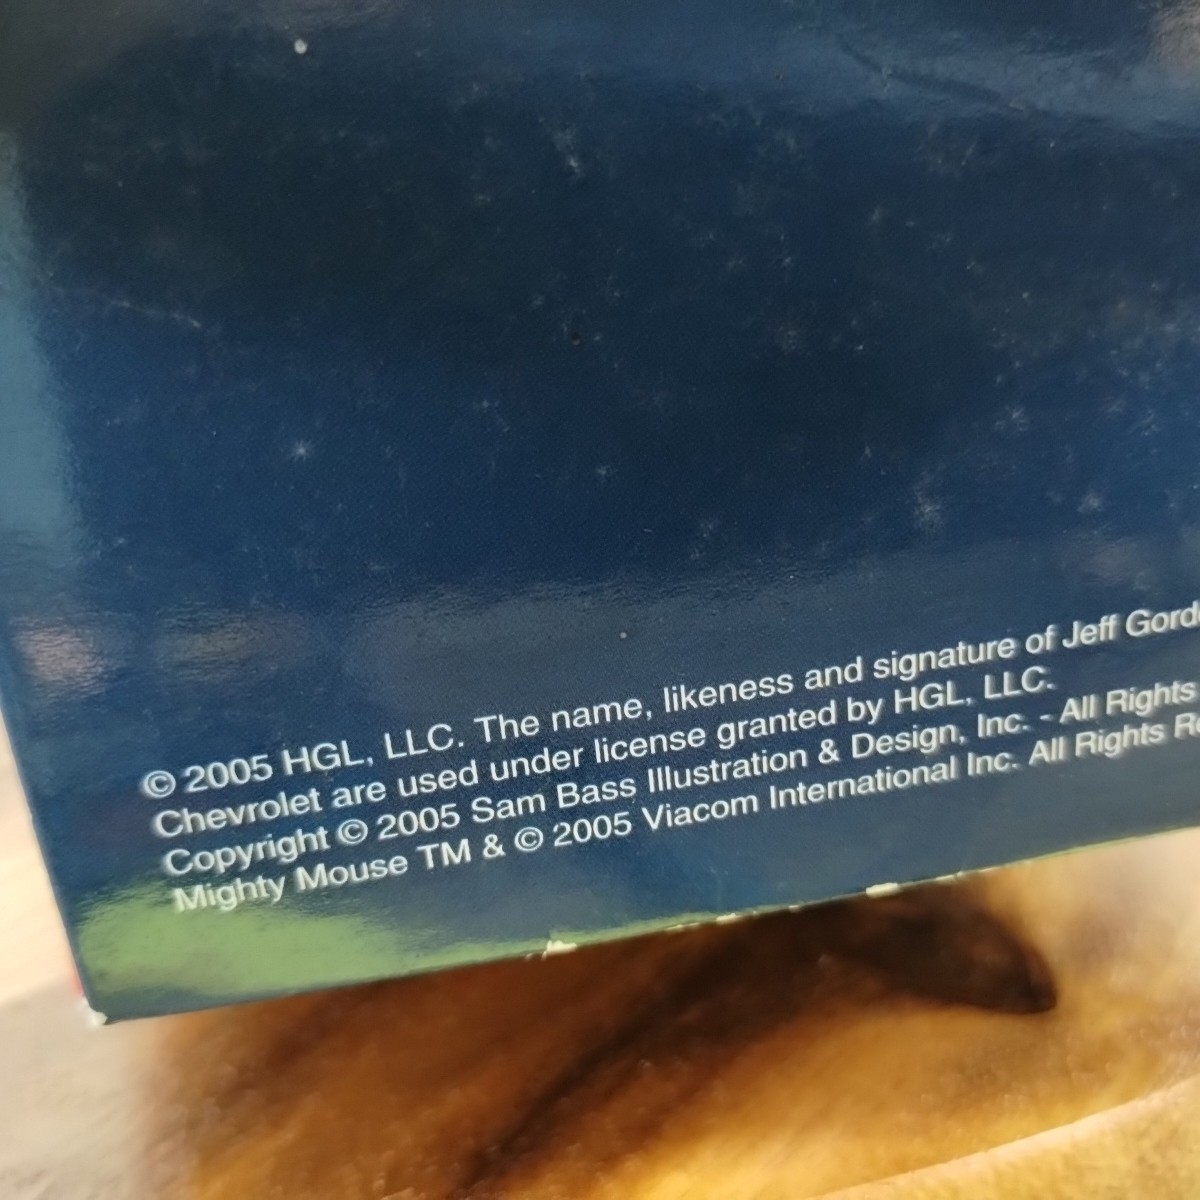 © 2005 HGL, LLC. The name, likeness and signature of Jeff Gord
Chevrolet are used under license granted by HGL, LLC.
Copyright © 2005 Sam Bass Illustration & Design, Inc. - All Rights
Mighty Mouse TM & © 2005 Viacom International Inc. All Rights R